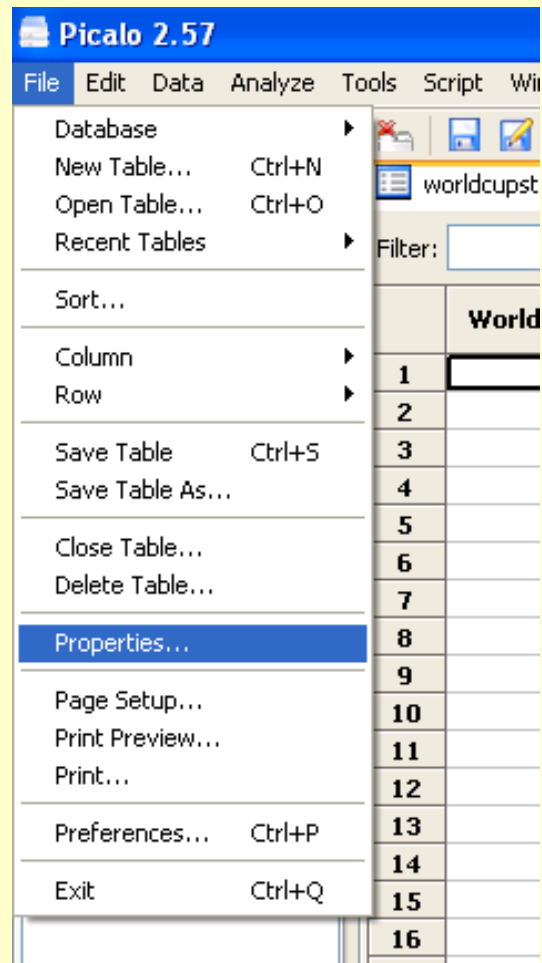 Picalo 2.57
File Edit Data Analyze Tools Script Wi
Database
New Table... Ctrl+N
Open Table... Ctrl+O
Recent Tables
Sort...
Column
Row
Save Table Ctrl+S
Save Table As...
Close Table...
Delete Table...
Properties...
Page Setup...
Print Preview...
Print...
Preferences... Ctrl+P
Exit Ctrl+Q
worldcupst
Filter:
World
1
2
3
4
5
6
7
8
9
10
11
12
13
14
15
16